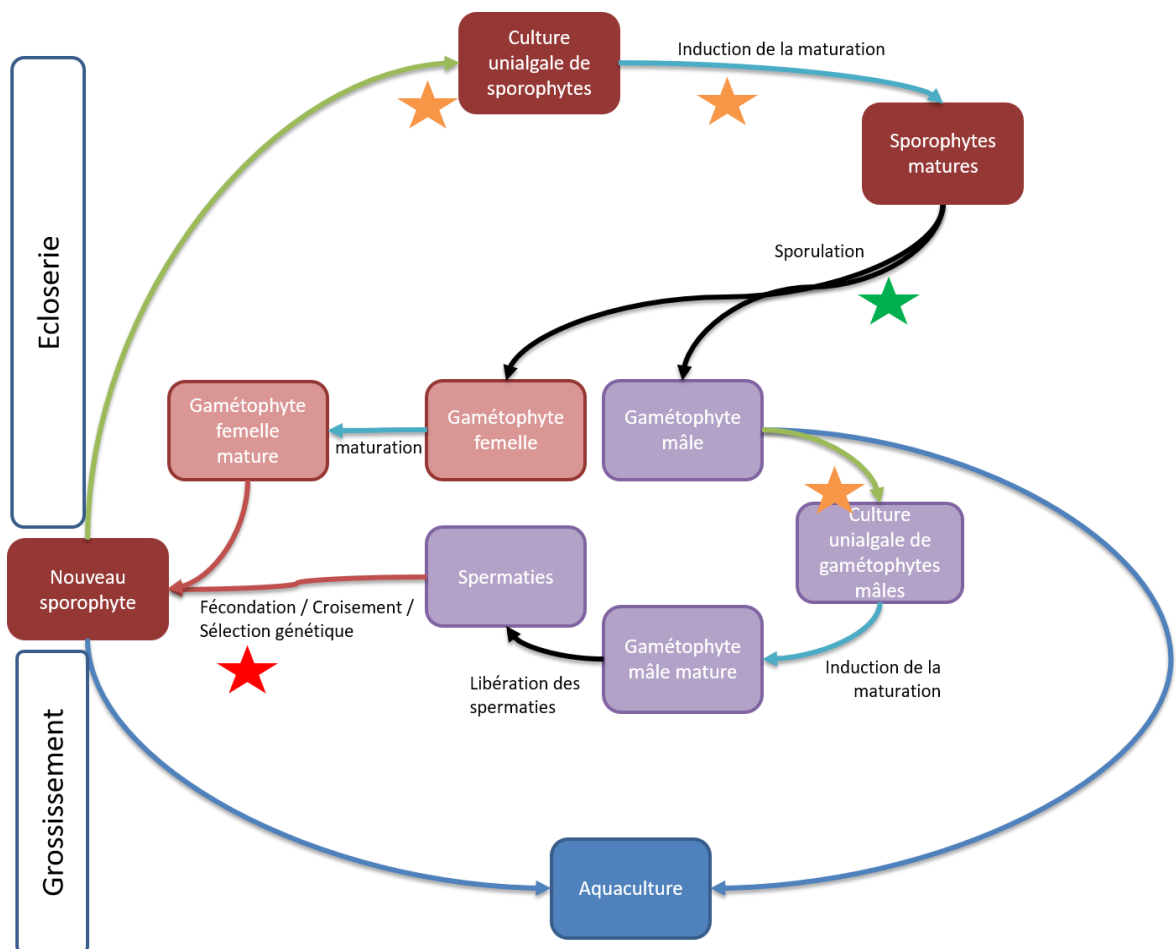 Culture
unialgale de
sporophytes
Induction de la maturation
Sporophytes
matures
Ecloserie
Sporulation
Gamétophyte
femelle
mature
maturation
Gamétophyte
femelle
Gamétophyte
mâle
Culture
unialgale de
gamétophytes
mâles
Nouveau
sporophyte
Spermaties
Fécondation / Croisement /
Sélection génétique
Gamétophyte
mâle mature
Induction de la
maturation
Libération des
spermaties
Grossissement
Aquaculture